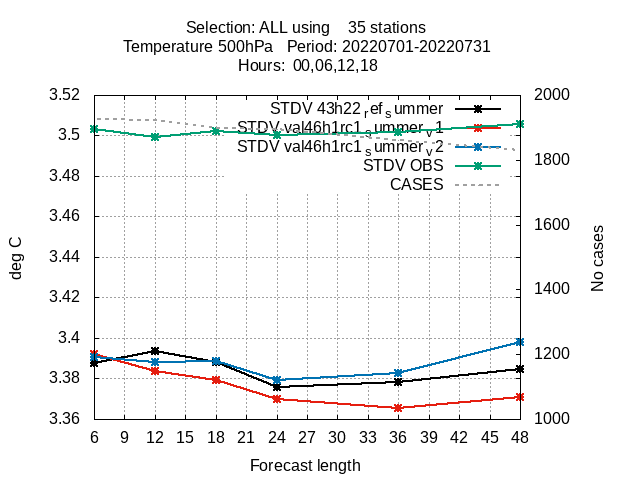 Selection: ALL using 35 stations
Temperature 500hPa Period: 20220701-20220731
Hours: 00,06,12,18
3.52
3.5
3.48
3.46
3.44
3.42
3.4
3.38
3.36
deg C
STDV 43h22refsummer
STDV val46h1rc1summerv1
STDV val46h1rc1summerv2
STDV OBS
CASES
2000
1800
1600
1400
1200
1000
No cases
6 9 12 15 18 21 24 27 30 33 36 39 42 45 48
Forecast length